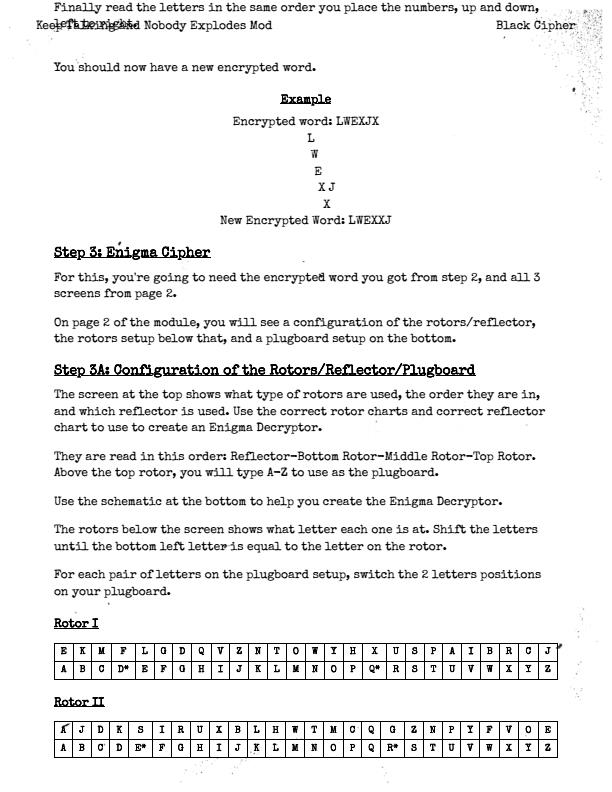 Finally read the letters in the same order you place the numbers, up and down,
left to right.
Keep Talking and Nobody Explodes Mod Black Cipher
You should now have a new encrypted word.
Example
Encrypted word: LWEXJX
L
W
E
X J
X
New Encrypted Word: LWEXXJ
Step 3: Enigma Cipher
For this, you're going to need the encrypted word you got from step 2, and all 3
screens from page 2.
On page 2 of the module, you will see a configuration of the rotors/reflector,
the rotors setup below that, and a plugboard setup on the bottom.
Step 3A: Configuration of the Rotors/Reflector/Plugboard
The screen at the top shows what type of rotors are used, the order they are in,
and which reflector is used. Use the correct rotor charts and correct reflector
chart to use to create an Enigma Decryptor.
They are read in this order: Reflector-Bottom Rotor-Middle Rotor-Top Rotor.
Above the top rotor, you will type A-Z to use as the plugboard.
Use the schematic at the bottom to help you create the Enigma Decryptor.
The rotors below the screen shows what letter each one is at. Shift the letters
until the bottom left letter is equal to the letter on the rotor.
For each pair of letters on the plugboard setup, switch the 2 letters positions
on your plugboard.
Rotor I
E K M F L G D Q V Z N T O W Y H X U S P A I B R C J
A B C D* E F G H I J K L M N O P Q* R S T U V W X Y Z
Rotor II
A J D K S I R U X B L H W T M C Q G Z N P Y F V O E
A B C D E* F G H I J K L M N O P Q R* S T U V W X Y Z